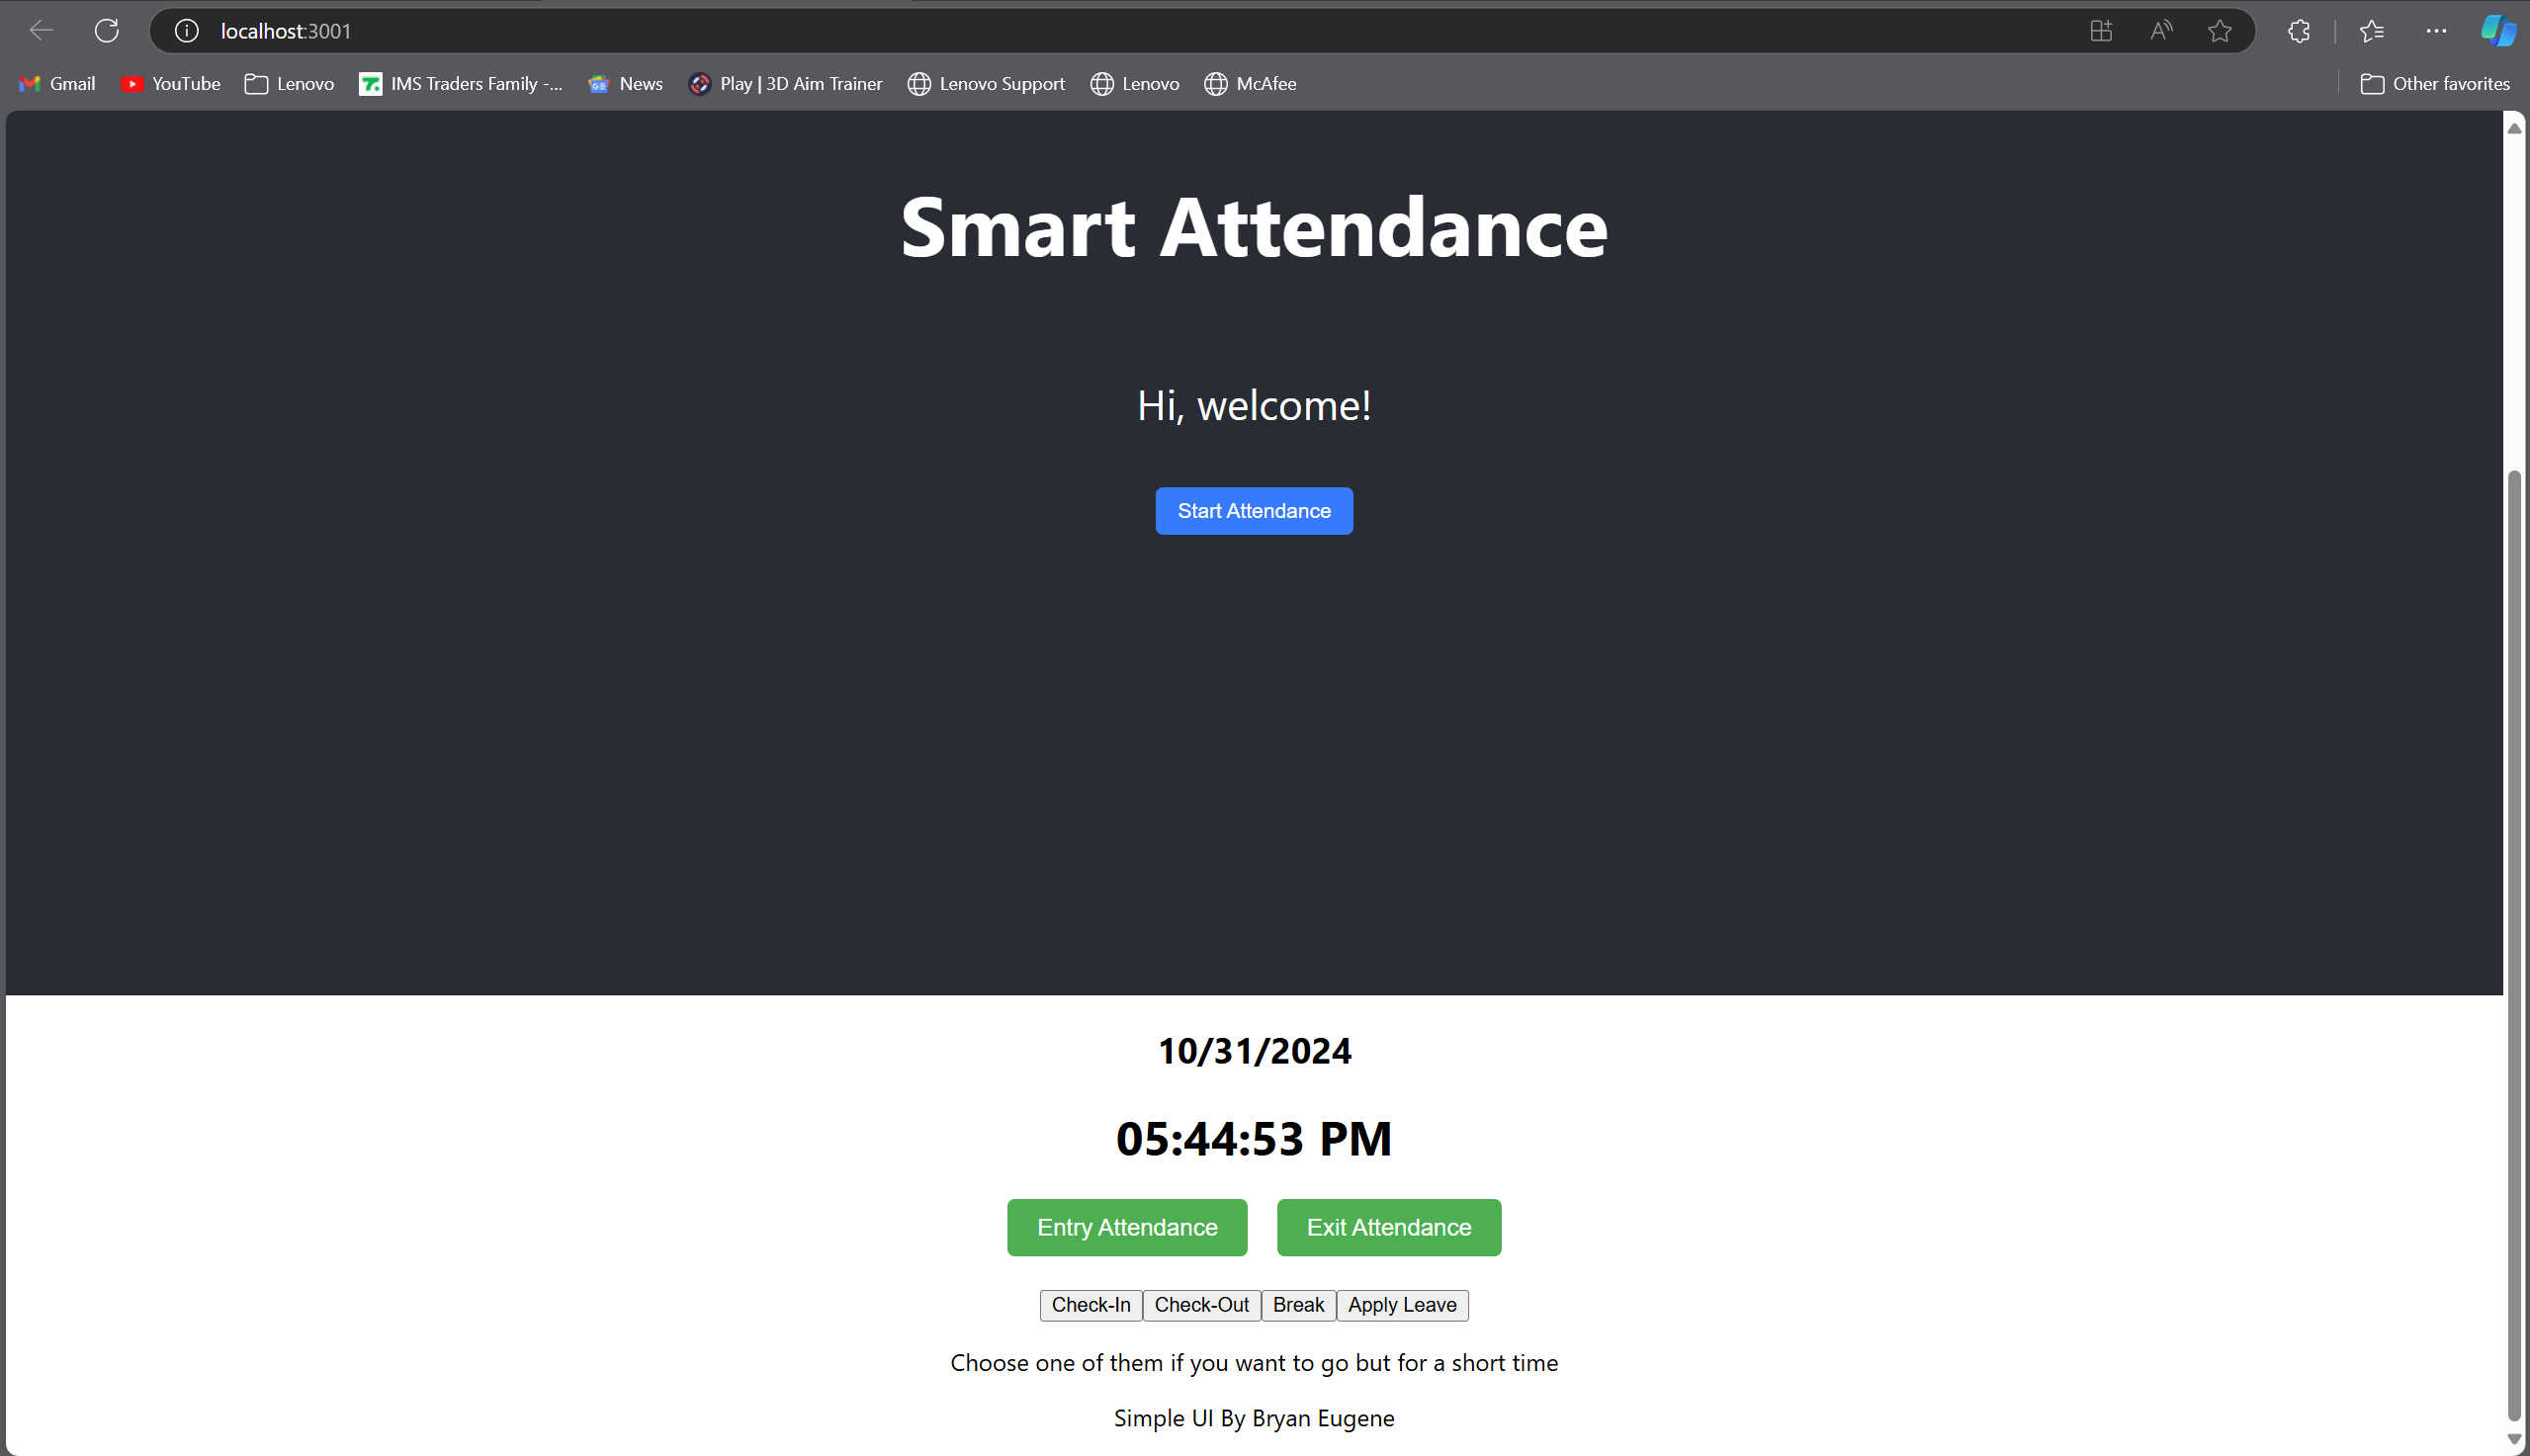 localhost:3001
Gmail YouTube Lenovo IMS Traders Family -... News Play | 3D Aim Trainer Lenovo Support Lenovo McAfee Other favorites
Smart Attendance
Hi, welcome!
Start Attendance
10/31/2024
05:44:53 PM
Entry Attendance Exit Attendance
Check-In Check-Out Break Apply Leave
Choose one of them if you want to go but for a short time
Simple UI By Bryan Eugene